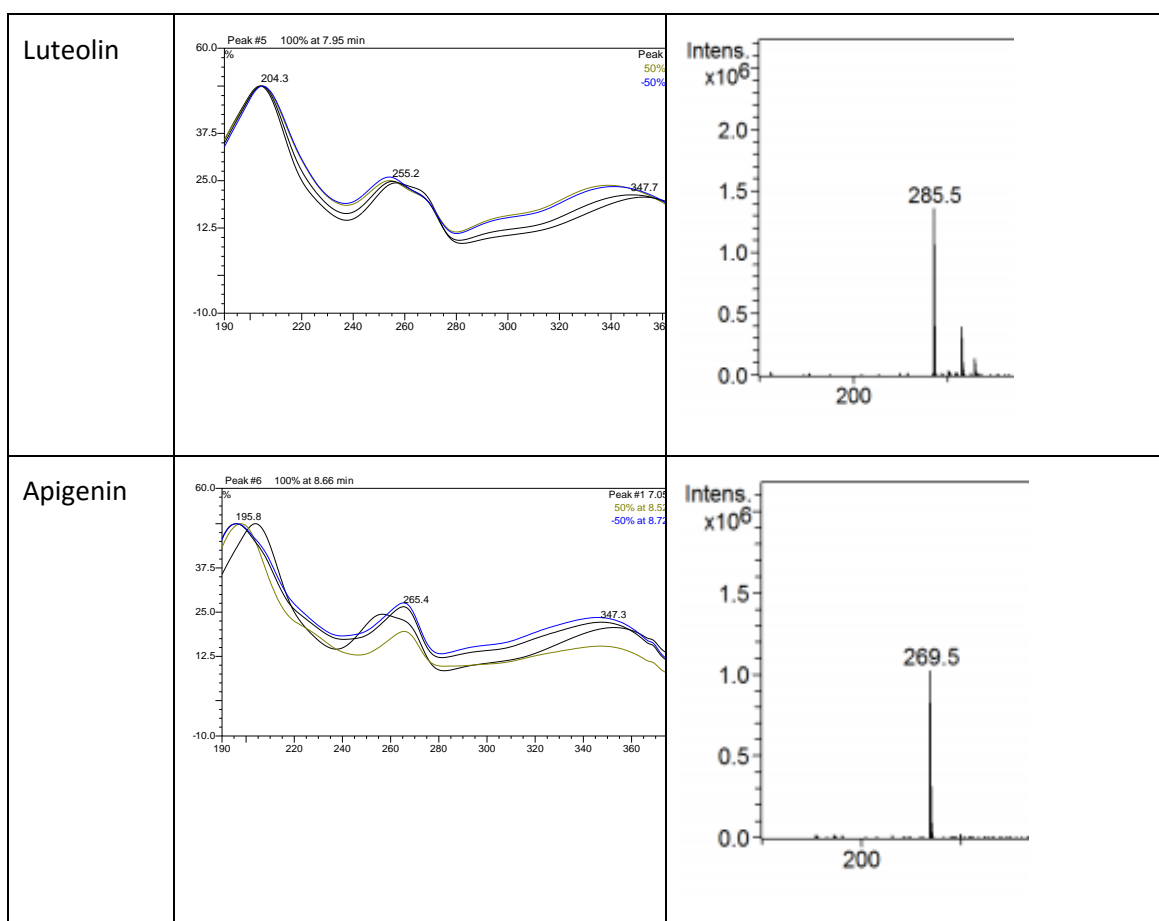 Luteolin
Peak #5 100% at 7.95 min
60.0
%
Peak
50%
-50%
204.3
37.5
255.2
25.0
347.7
12.5
-10.0
190 220 240 260 280 300 320 340 36
Intens.
x10⁶
2.0
1.5
285.5
1.0
0.5
0.0
200
Apigenin
Peak #6 100% at 8.66 min
60.0
%
Peak #1 7.05
50% at 8.52
-50% at 8.72
195.8
37.5
265.4
25.0
347.3
12.5
-10.0
190 220 240 260 280 300 320 340 360
Intens.
x10⁶
1.5
269.5
1.0
0.5
0.0
200